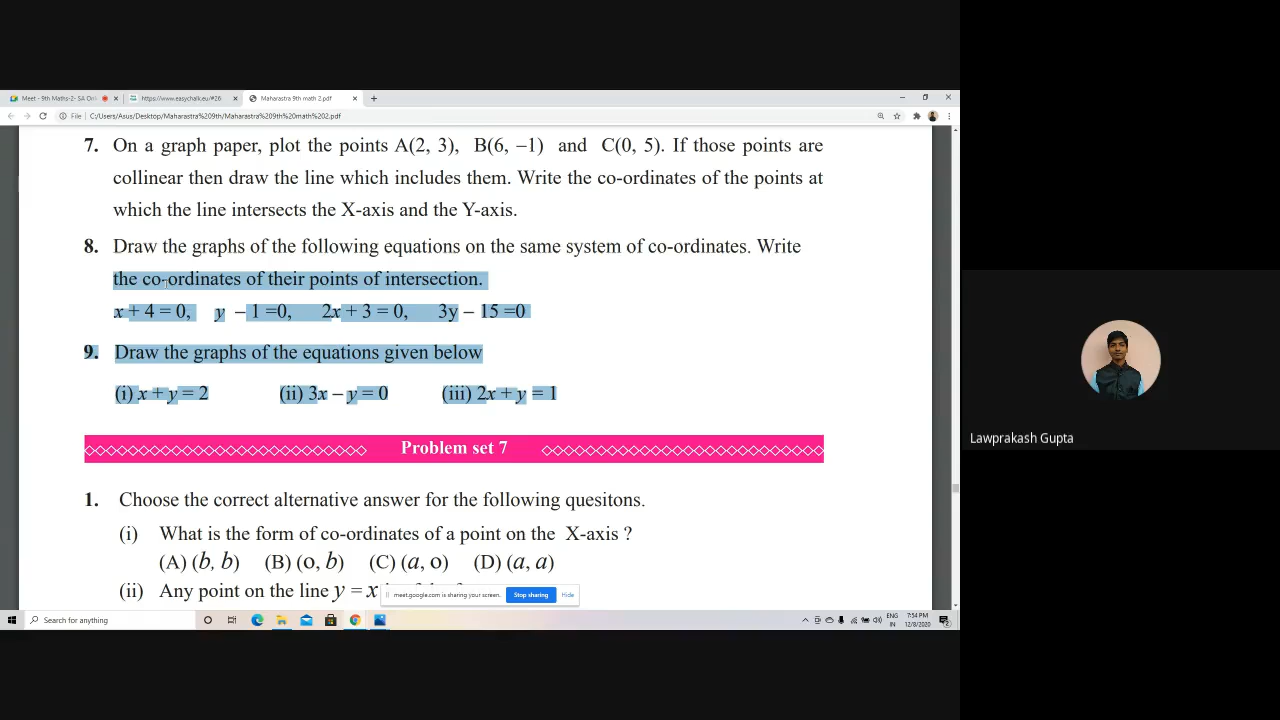 Meet - 9th Maths-2- SA Onl
https://www.easychalk.eu/#26
Maharastra 9th math 2.pdf
File | C:/Users/Asus/Desktop/Maharastra%209th/Maharastra%209th%20math%202.pdf
7. On a graph paper, plot the points A(2, 3), B(6, –1) and C(0, 5). If those points are
collinear then draw the line which includes them. Write the co-ordinates of the points at
which the line intersects the X-axis and the Y-axis.
8. Draw the graphs of the following equations on the same system of co-ordinates. Write
the co-ordinates of their points of intersection.
x + 4 = 0, y – 1 =0, 2x + 3 = 0, 3y – 15 =0
9. Draw the graphs of the equations given below
(i) x + y = 2 (ii) 3x – y = 0 (iii) 2x + y = 1
Problem set 7
1. Choose the correct alternative answer for the following quesitons.
(i) What is the form of co-ordinates of a point on the X-axis ?
(A) (b, b) (B) (o, b) (C) (a, o) (D) (a, a)
(ii) Any point on the line y = x
meet.google.com is sharing your screen. Stop sharing Hide
Search for anything
ENG
IN
7:54 PM
12/8/2020
Lawprakash Gupta